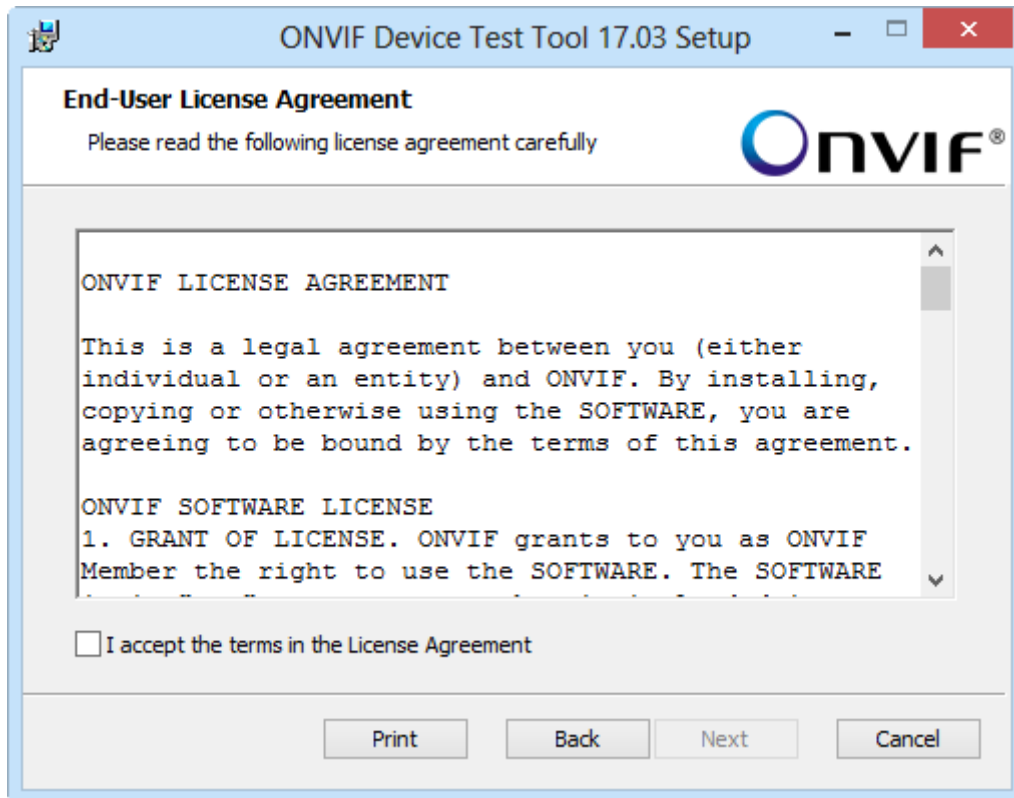 ONVIF Device Test Tool 17.03 Setup
End-User License Agreement
Please read the following license agreement carefully
ONVIF®
ONVIF LICENSE AGREEMENT
This is a legal agreement between you (either
individual or an entity) and ONVIF. By installing,
copying or otherwise using the SOFTWARE, you are
agreeing to be bound by the terms of this agreement.
ONVIF SOFTWARE LICENSE
1. GRANT OF LICENSE. ONVIF grants to you as ONVIF
Member the right to use the SOFTWARE. The SOFTWARE
I accept the terms in the License Agreement
Print
Back
Next
Cancel